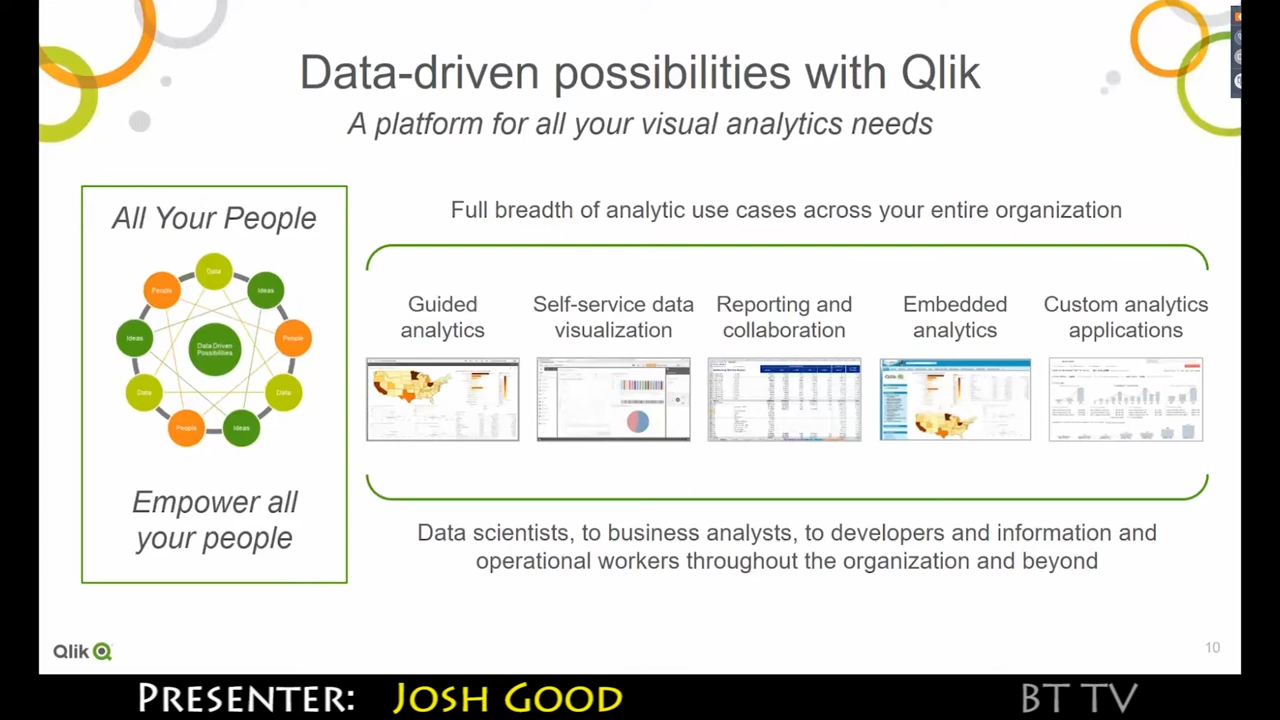 Data-driven possibilities with Qlik
A platform for all your visual analytics needs
All Your People
Data
People
Ideas
Ideas
People
Data Driven
Possibilities
Data
Data
People
Ideas
Empower all
your people
Full breadth of analytic use cases across your entire organization
Guided
analytics
Self-service data
visualization
Reporting and
collaboration
Embedded
analytics
Custom analytics
applications
Data scientists, to business analysts, to developers and information and
operational workers throughout the organization and beyond
Qlik
10
PRESENTER: JOSH GOOD
BT TV